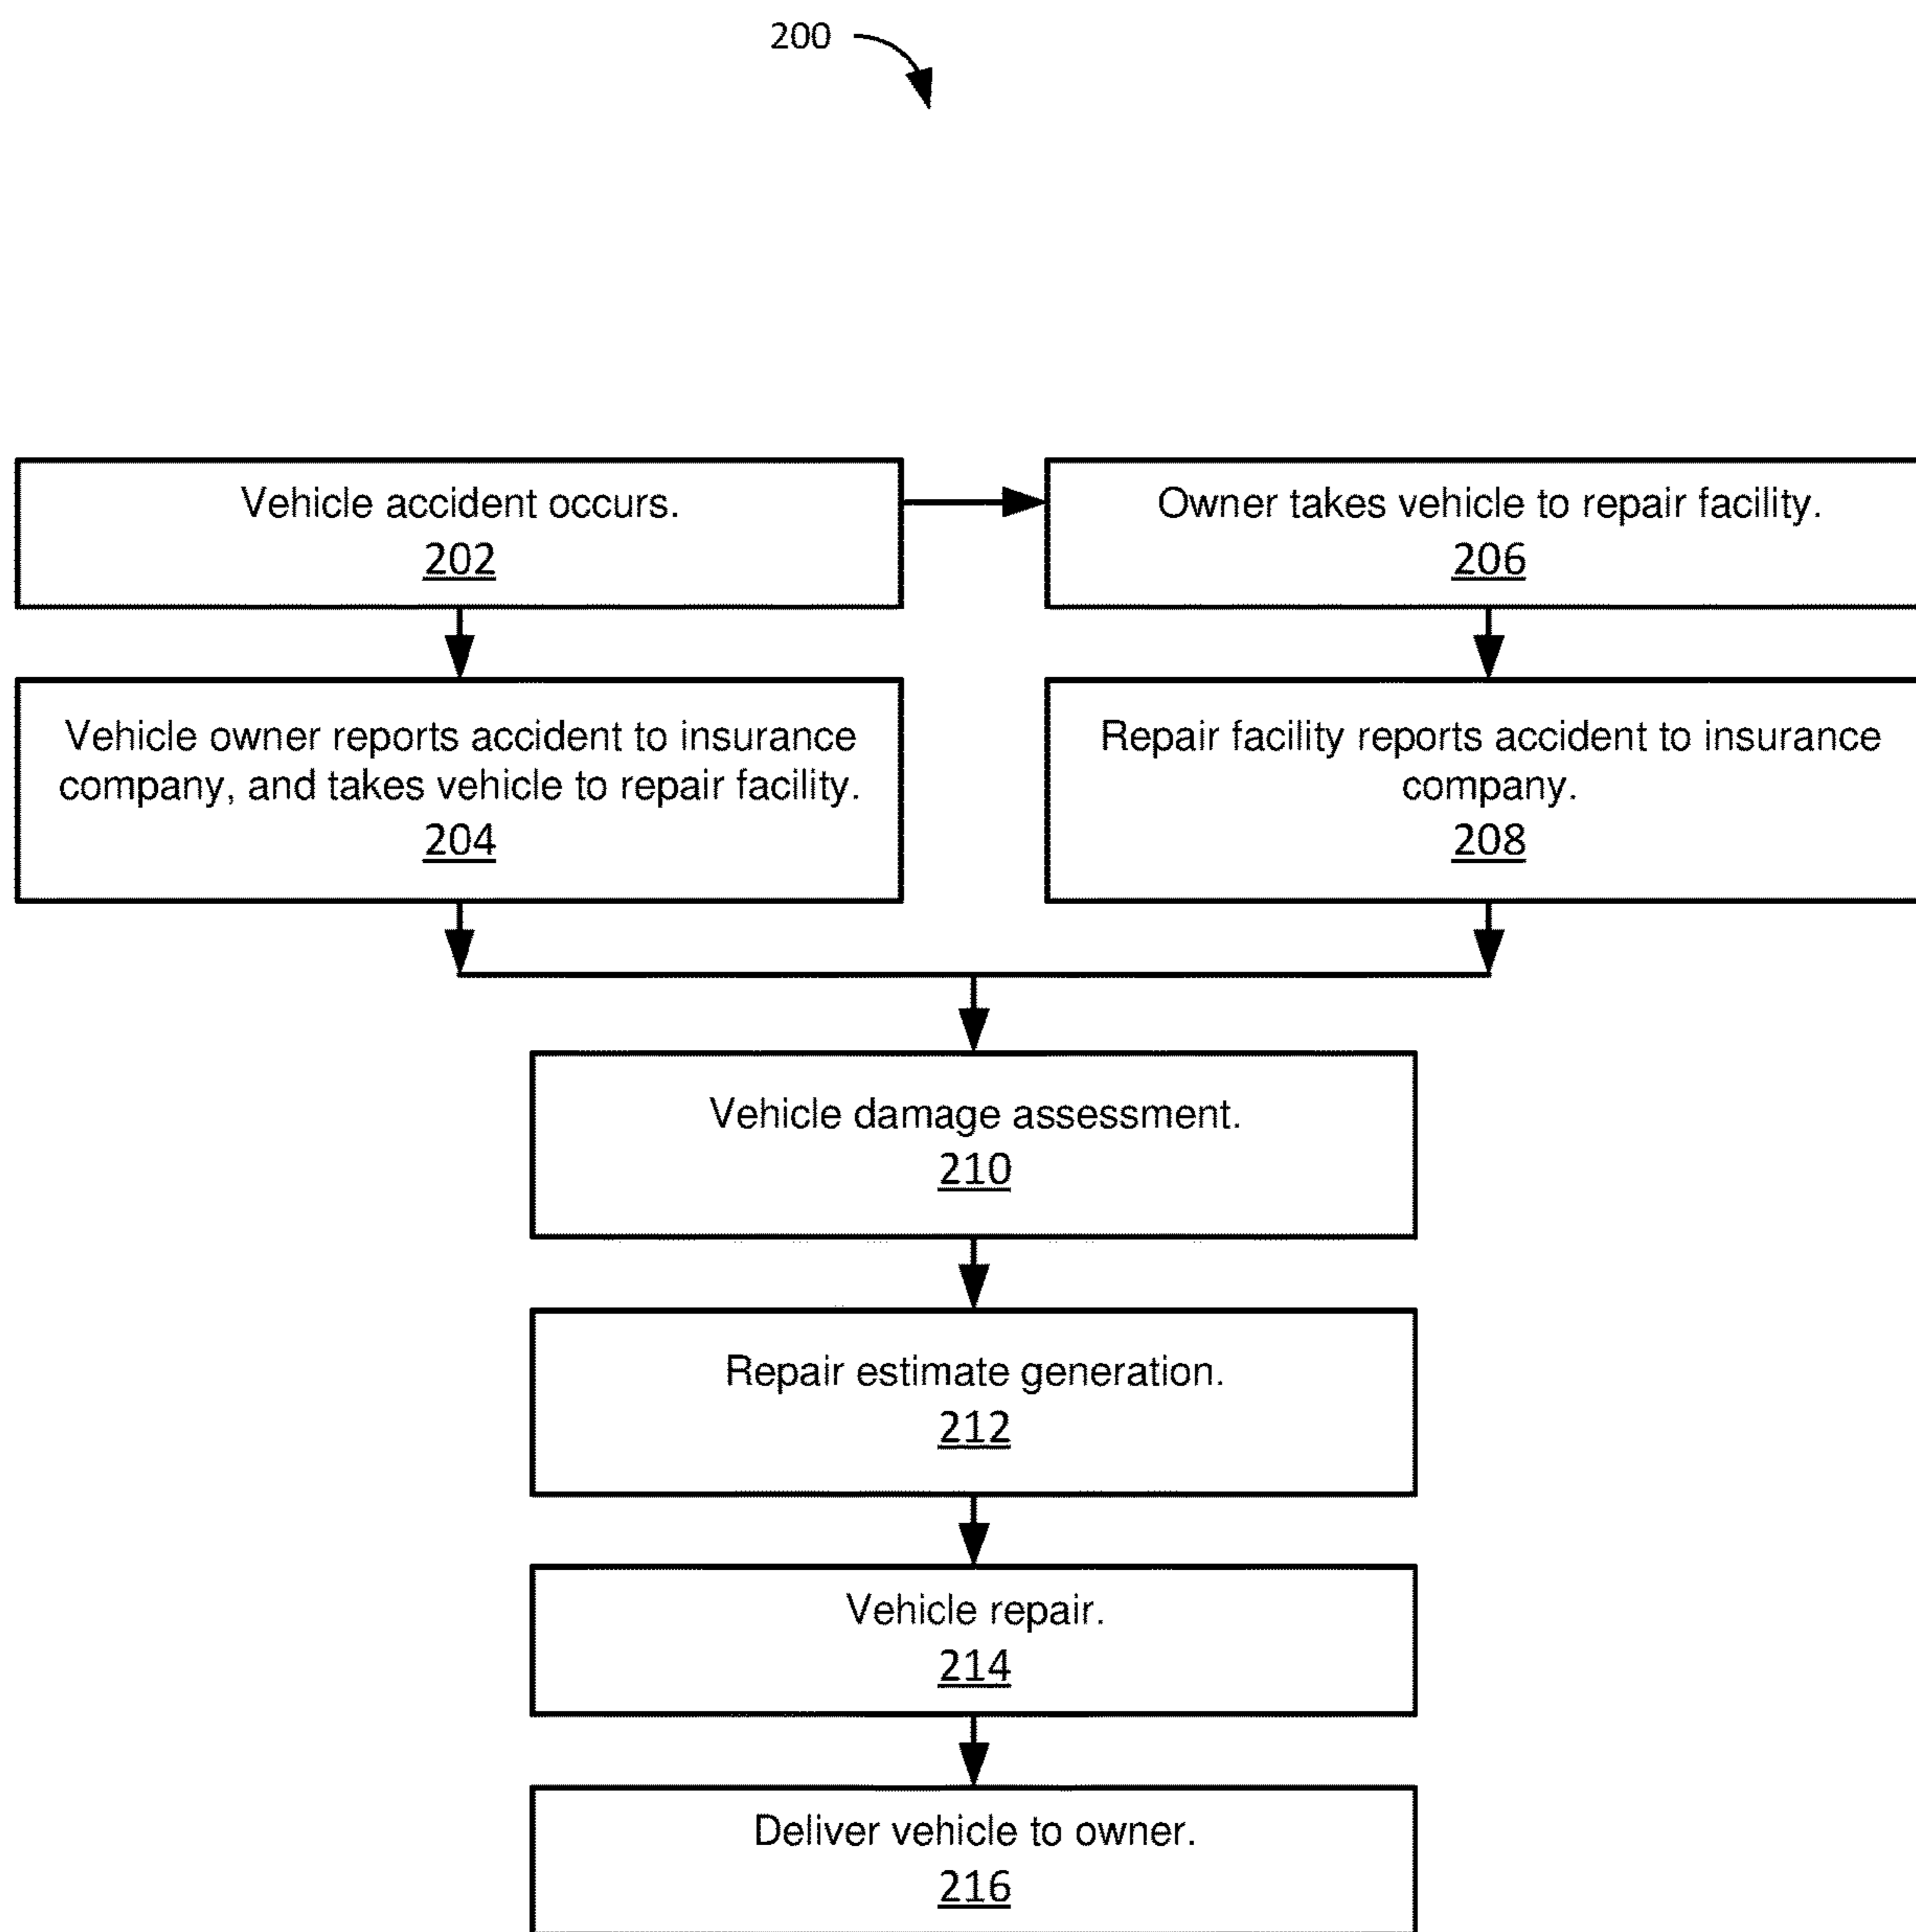 200
Vehicle accident occurs.
202
Owner takes vehicle to repair facility.
206
Vehicle owner reports accident to insurance
company, and takes vehicle to repair facility.
204
Repair facility reports accident to insurance
company.
208
Vehicle damage assessment.
210
Repair estimate generation.
212
Vehicle repair.
214
Deliver vehicle to owner.
216